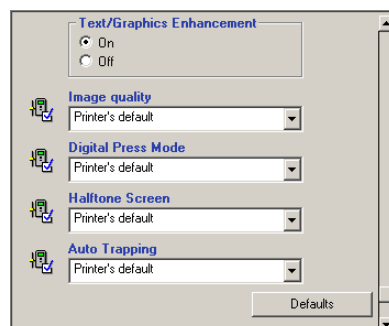 Text/Graphics Enhancement
On
Off
Image quality
Printer's default
Digital Press Mode
Printer's default
Halftone Screen
Printer's default
Auto Trapping
Printer's default
Defaults